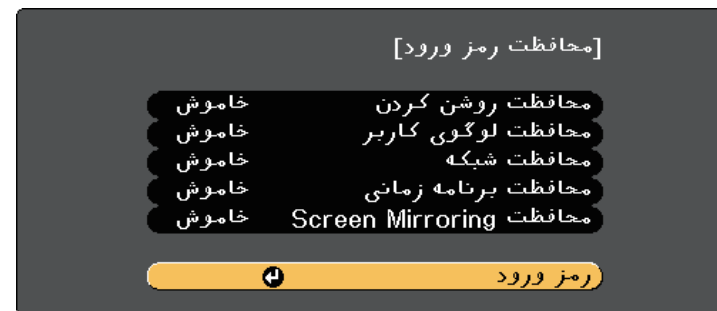 [محافظت رمز ورود]
محافظت روشن کردن خاموش
محافظت لوگوی کاربر خاموش
محافظت شبکه خاموش
محافظت برنامه زمانی خاموش
محافظت Screen Mirroring خاموش
رمز ورود